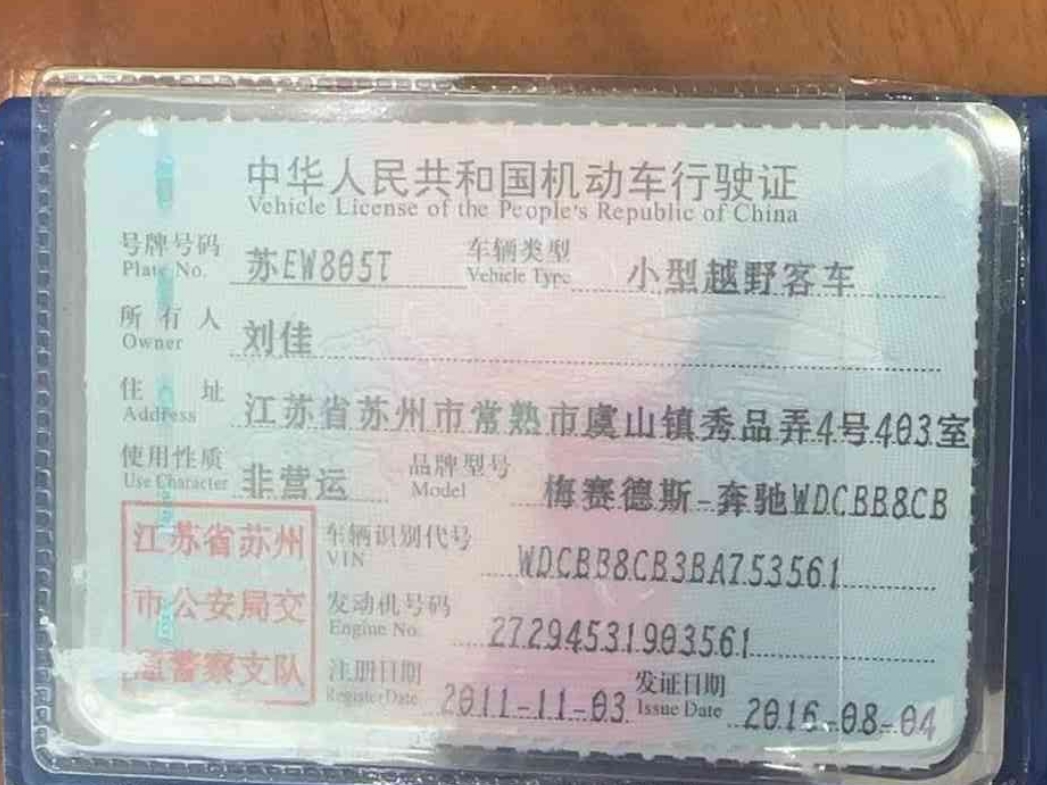 中华人民共和国机动车行驶证
Vehicle License of the People's Republic of China
号牌号码 苏EW805T 车辆类型 小型越野客车
Plate No. Vehicle Type
所有人 刘佳
Owner
住址 江苏省苏州市常熟市虞山镇秀品弄4号403室
Address
使用性质 非营运 品牌型号 梅赛德斯-奔驰WDCBB8CB
Use Character Model
江苏省苏州 车辆识别代号 WDCBB8CB3BA753561
VIN
市公安局交 发动机号码 27294531903561
Engine No.
通警察支队 注册日期 2011-11-03 发证日期 2016-08-04
Register Date Issue Date